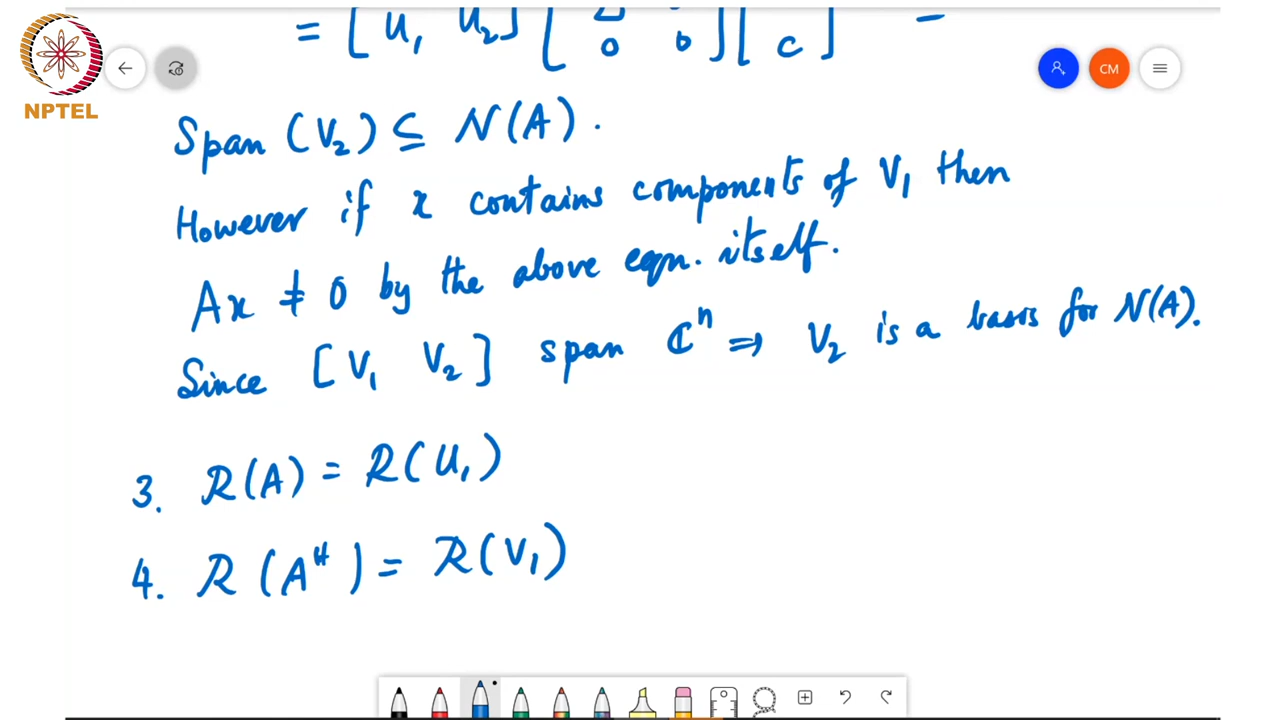 = [ U₁ U₂ ] [ Σ 0 0 ] [ C ] =
NPTEL
CM
Span (V₂) ⊆ N(A).
However if x contains components of V₁ then
Ax ≠ 0 by the above eqn. itself.
Since [ V₁ V₂ ] span ℂⁿ ⇒ V₂ is a basis for N(A).
3. R(A) = R(U₁)
4. R(Aᴴ) = R(V₁)